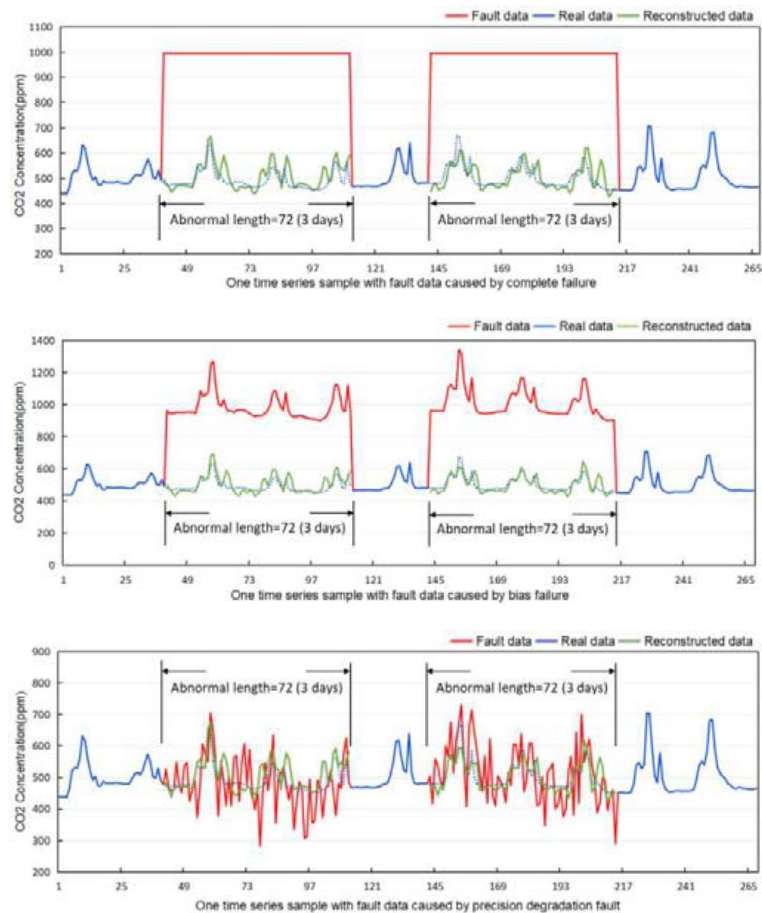 Fault data Real data Reconstructed data
1100
1000
900
800
700
600
500
400
300
200
CO2 Concentration(ppm)
Abnormal length=72 (3 days) Abnormal length=72 (3 days)
1 25 49 73 97 121 145 169 193 217 241 265
One time series sample with fault data caused by complete failure
Fault data Real data Reconstructed data
1400
1200
1000
800
600
400
200
0
CO2 Concentration(ppm)
Abnormal length=72 (3 days) Abnormal length=72 (3 days)
1 25 49 73 97 121 145 169 193 217 241 265
One time series sample with fault data caused by bias failure
Fault data Real data Reconstructed data
900
800
700
600
500
400
300
200
CO2 Concentration(ppm)
Abnormal length=72 (3 days) Abnormal length=72 (3 days)
1 25 49 73 97 121 145 169 193 217 241 265
One time series sample with fault data caused by precision degradation fault